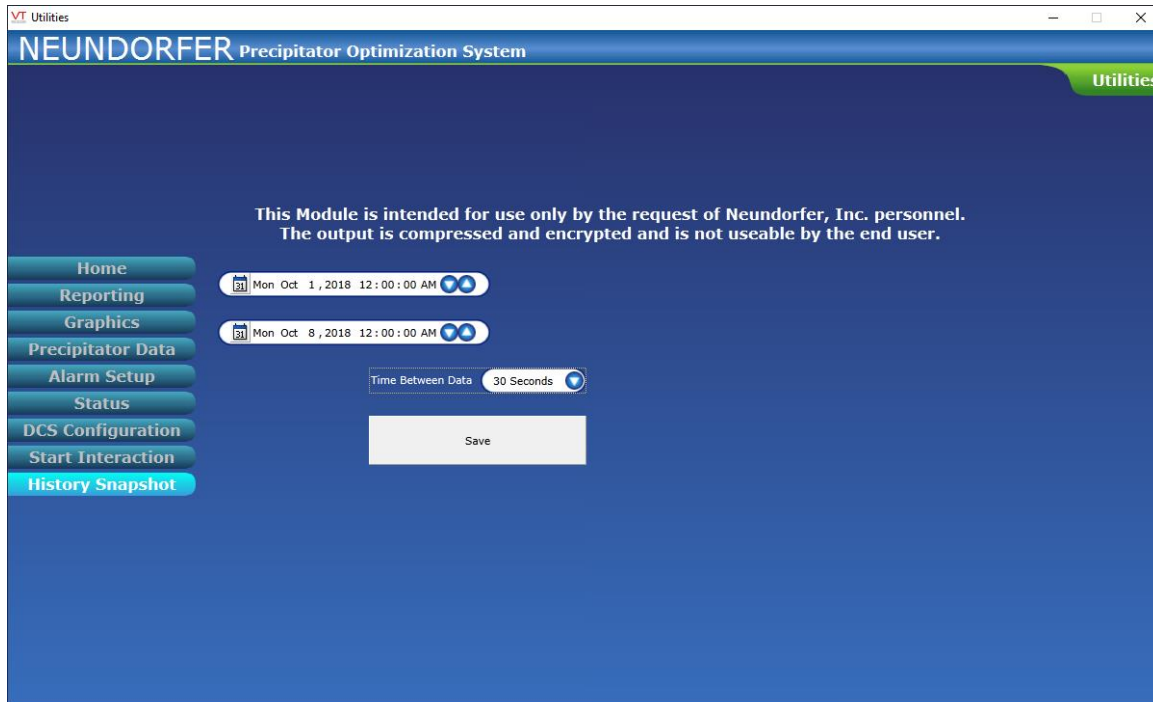 VT Utilities
NEUNDORFER Precipitator Optimization System
Utilities
This Module is intended for use only by the request of Neundorfer, Inc. personnel.
The output is compressed and encrypted and is not useable by the end user.
Home
Reporting
Graphics
Precipitator Data
Alarm Setup
Status
DCS Configuration
Start Interaction
History Snapshot
31 Mon Oct 1 , 2018 12 : 00 : 00 AM
31 Mon Oct 8 , 2018 12 : 00 : 00 AM
Time Between Data 30 Seconds
Save